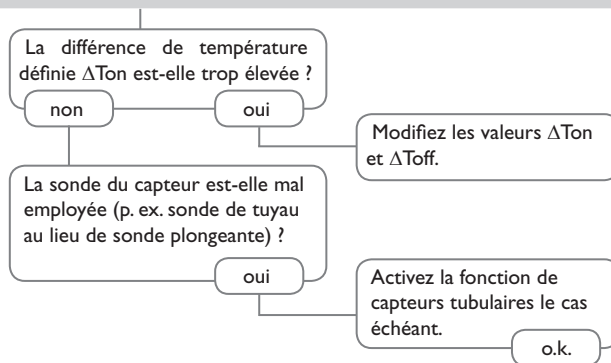 La différence de température
définie ΔTon est-elle trop élevée ?
non
oui
Modifiez les valeurs ΔTon
et ΔToff.
La sonde du capteur est-elle mal
employée (p. ex. sonde de tuyau
au lieu de sonde plongeante) ?
oui
Activez la fonction de
capteurs tubulaires le cas
échéant.
o.k.